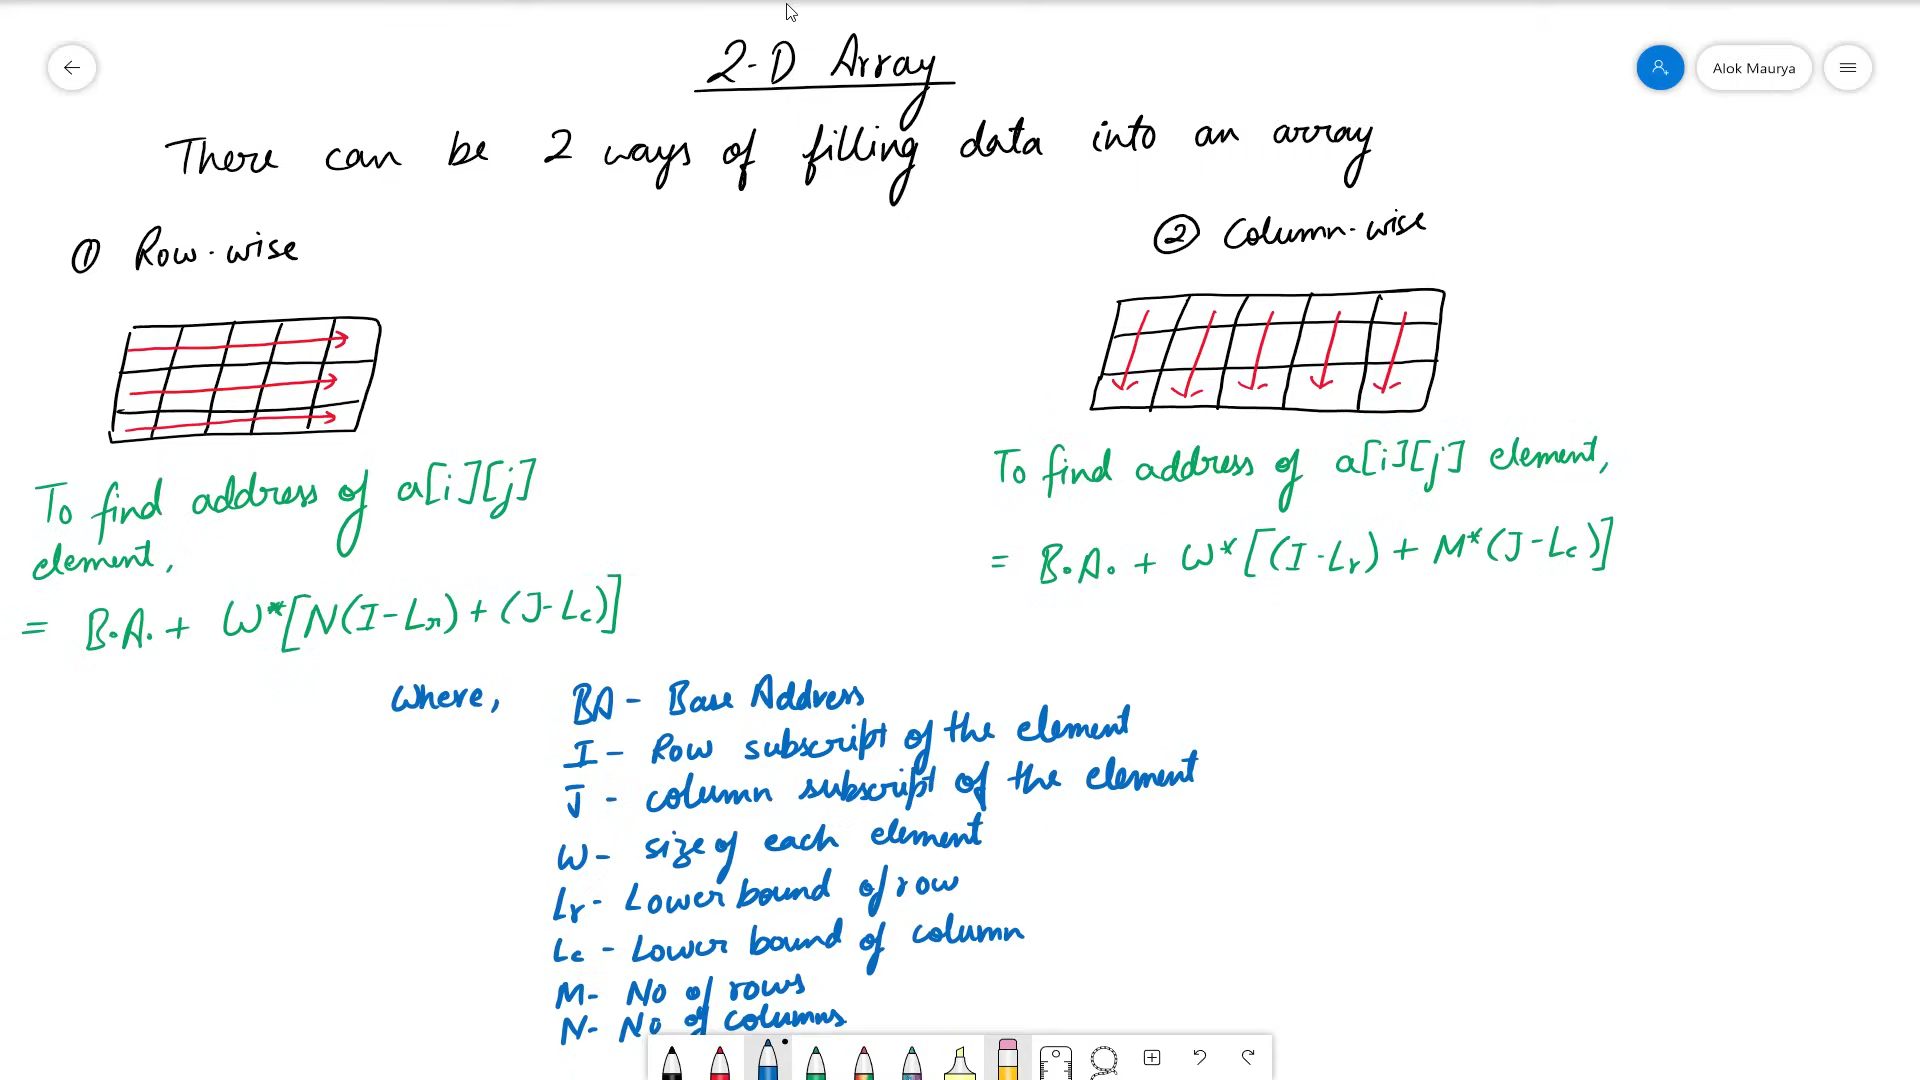 2-D Array
Alok Maurya
There can be 2 ways of filling data into an array
① Row-wise
② Column-wise
To find address of a[i][j]
element,
= B.A. + W*[N(I-Lr) + (J-Lc)]
To find address of a[i][j] element,
= B.A. + W*[(I-Lr) + M*(J-Lc)]
Where, BA - Base Address
I - Row subscript of the element
J - column subscript of the element
W - size of each element
Lr - Lower bound of row
Lc - Lower bound of column
M - No of rows
N - No of columns